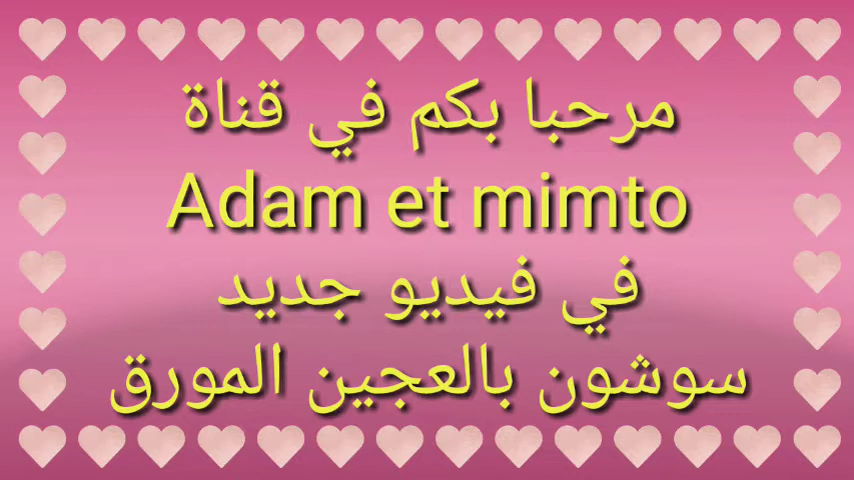 مرحبا بكم في قناة
Adam et mimto
في فيديو جديد
سوشون بالعجين المورق